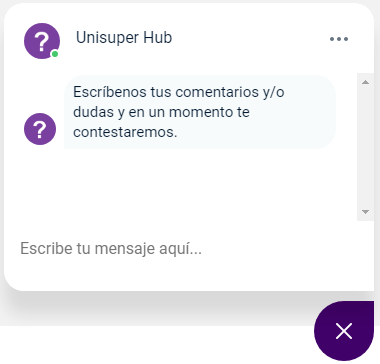 Unisuper Hub
Escríbenos tus comentarios y/o
dudas y en un momento te
contestaremos.
Escribe tu mensaje aquí...